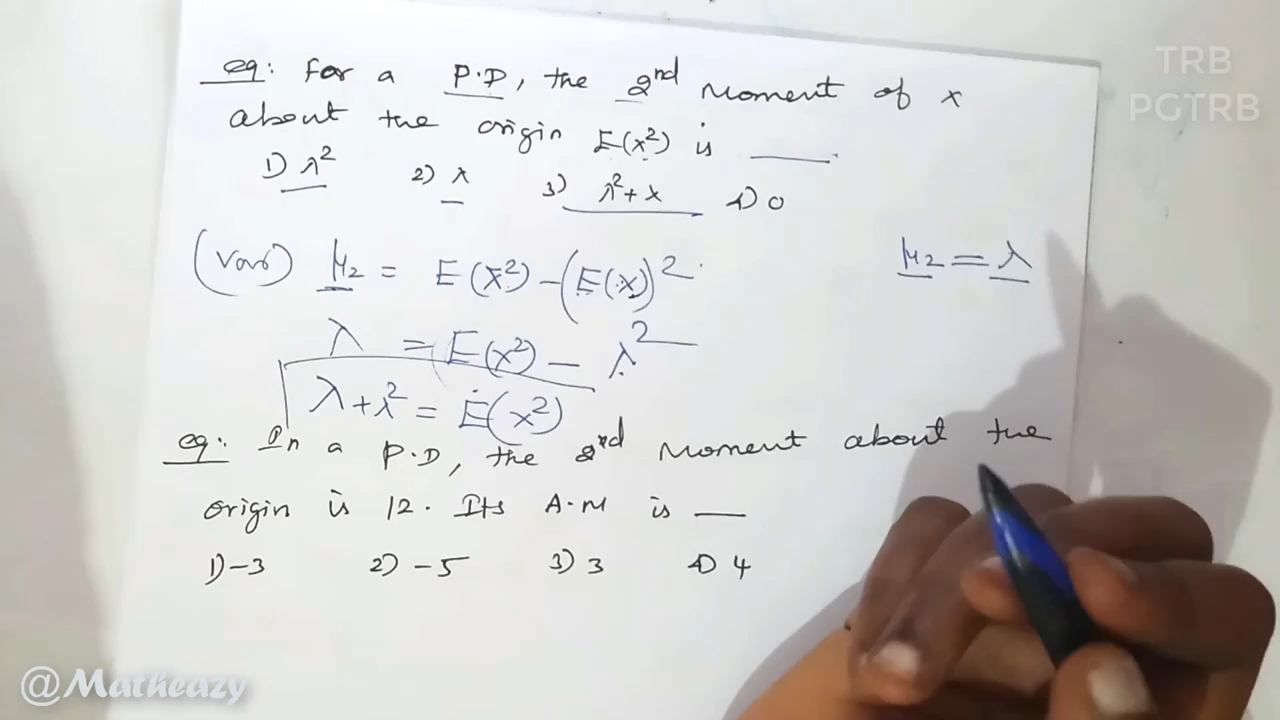 eg: For a P.D, the 2nd Moment of x
about the origin E(x²) is ____.
1) λ² 2) λ 3) λ²+λ 4) 0
(Var) μ₂ = E(x²) - (E(x))². μ₂ = λ
λ = E(x²) - λ²
λ+λ² = E(x²)
eg: In a P.D, the 2nd Moment about the
origin is 12. Its A.M is ___
1) -3 2) -5 3) 3 4) 4
TRB
PGTRB
@Matheazy